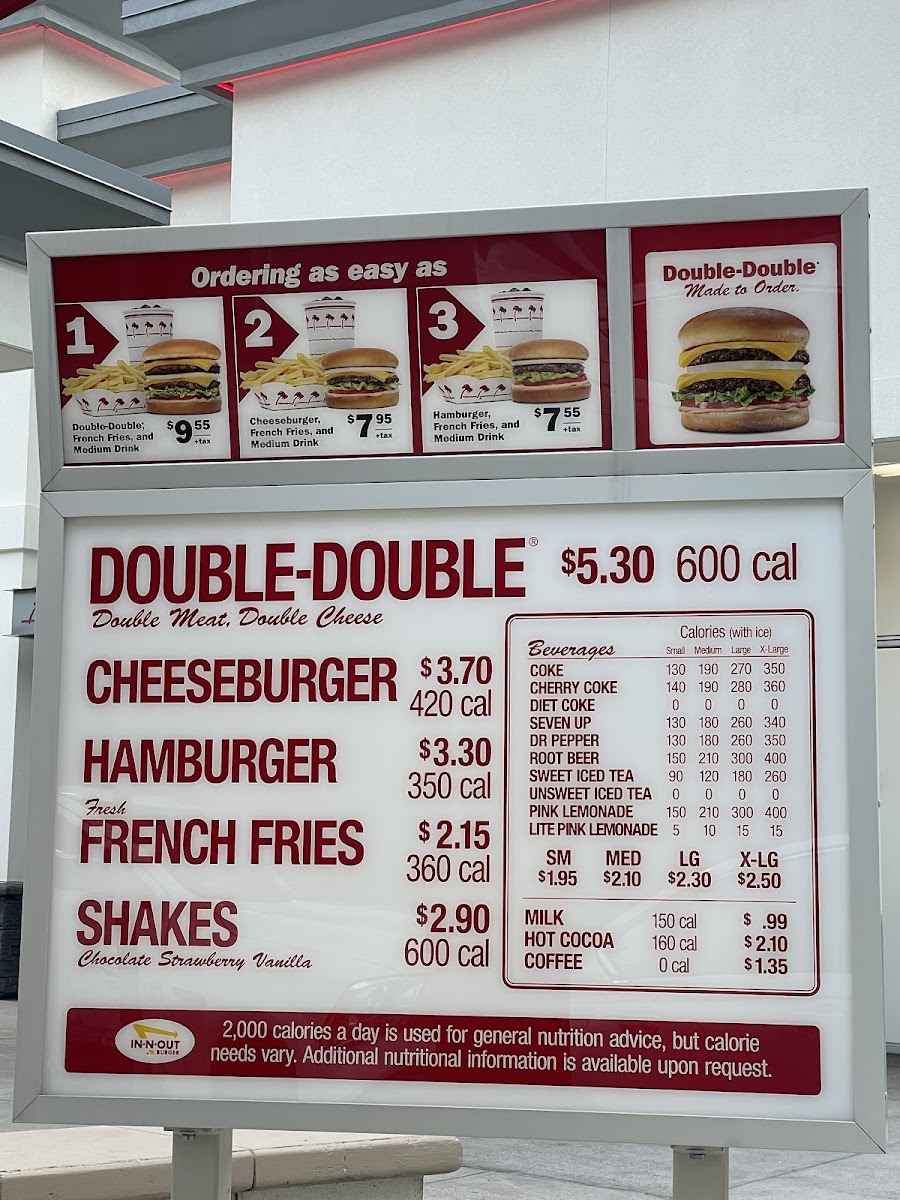 Ordering as easy as
1
Double-Double,
French Fries, and
Medium Drink
$9 55
+tax
2
Cheeseburger,
French Fries, and
Medium Drink
$7 95
+tax
3
Hamburger,
French Fries, and
Medium Drink
$7 55
+tax
Double-Double
Made to Order.
DOUBLE-DOUBLE® $5.30 600 cal
Double Meat, Double Cheese
CHEESEBURGER $3.70
420 cal
HAMBURGER $3.30
350 cal
Fresh
FRENCH FRIES $2.15
360 cal
SHAKES $2.90
600 cal
Chocolate Strawberry Vanilla
Calories (with ice)
Beverages Small Medium Large X-Large
COKE 130 190 270 350
CHERRY COKE 140 190 280 360
DIET COKE 0 0 0 0
SEVEN UP 130 180 260 340
DR PEPPER 130 180 260 350
ROOT BEER 150 210 300 400
SWEET ICED TEA 90 120 180 260
UNSWEET ICED TEA 0 0 0 0
PINK LEMONADE 150 210 300 400
LITE PINK LEMONADE 5 10 15 15
SM MED LG X-LG
$1.95 $2.10 $2.30 $2.50
MILK 150 cal $ .99
HOT COCOA 160 cal $2.10
COFFEE 0 cal $1.35
IN-N-OUT
BURGER
2,000 calories a day is used for general nutrition advice, but calorie
needs vary. Additional nutritional information is available upon request.